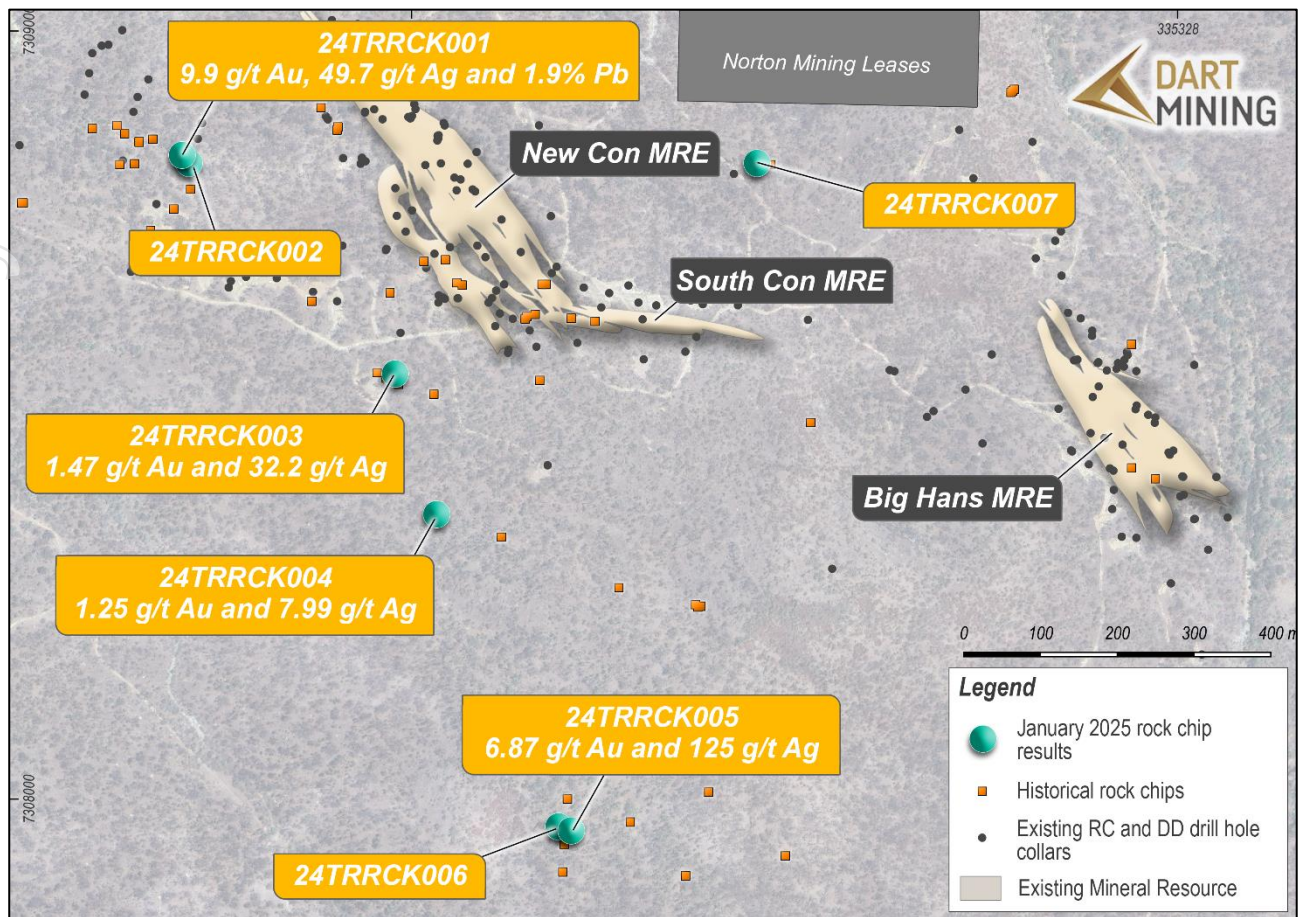 7309000
335328
24TRRCK001
9.9 g/t Au, 49.7 g/t Ag and 1.9% Pb
Norton Mining Leases
DART
MINING
New Con MRE
24TRRCK007
24TRRCK002
South Con MRE
24TRRCK003
1.47 g/t Au and 32.2 g/t Ag
Big Hans MRE
24TRRCK004
1.25 g/t Au and 7.99 g/t Ag
0 100 200 300 400 m
24TRRCK005
6.87 g/t Au and 125 g/t Ag
7308000
24TRRCK006
Legend
January 2025 rock chip
results
Historical rock chips
Existing RC and DD drill hole
collars
Existing Mineral Resource